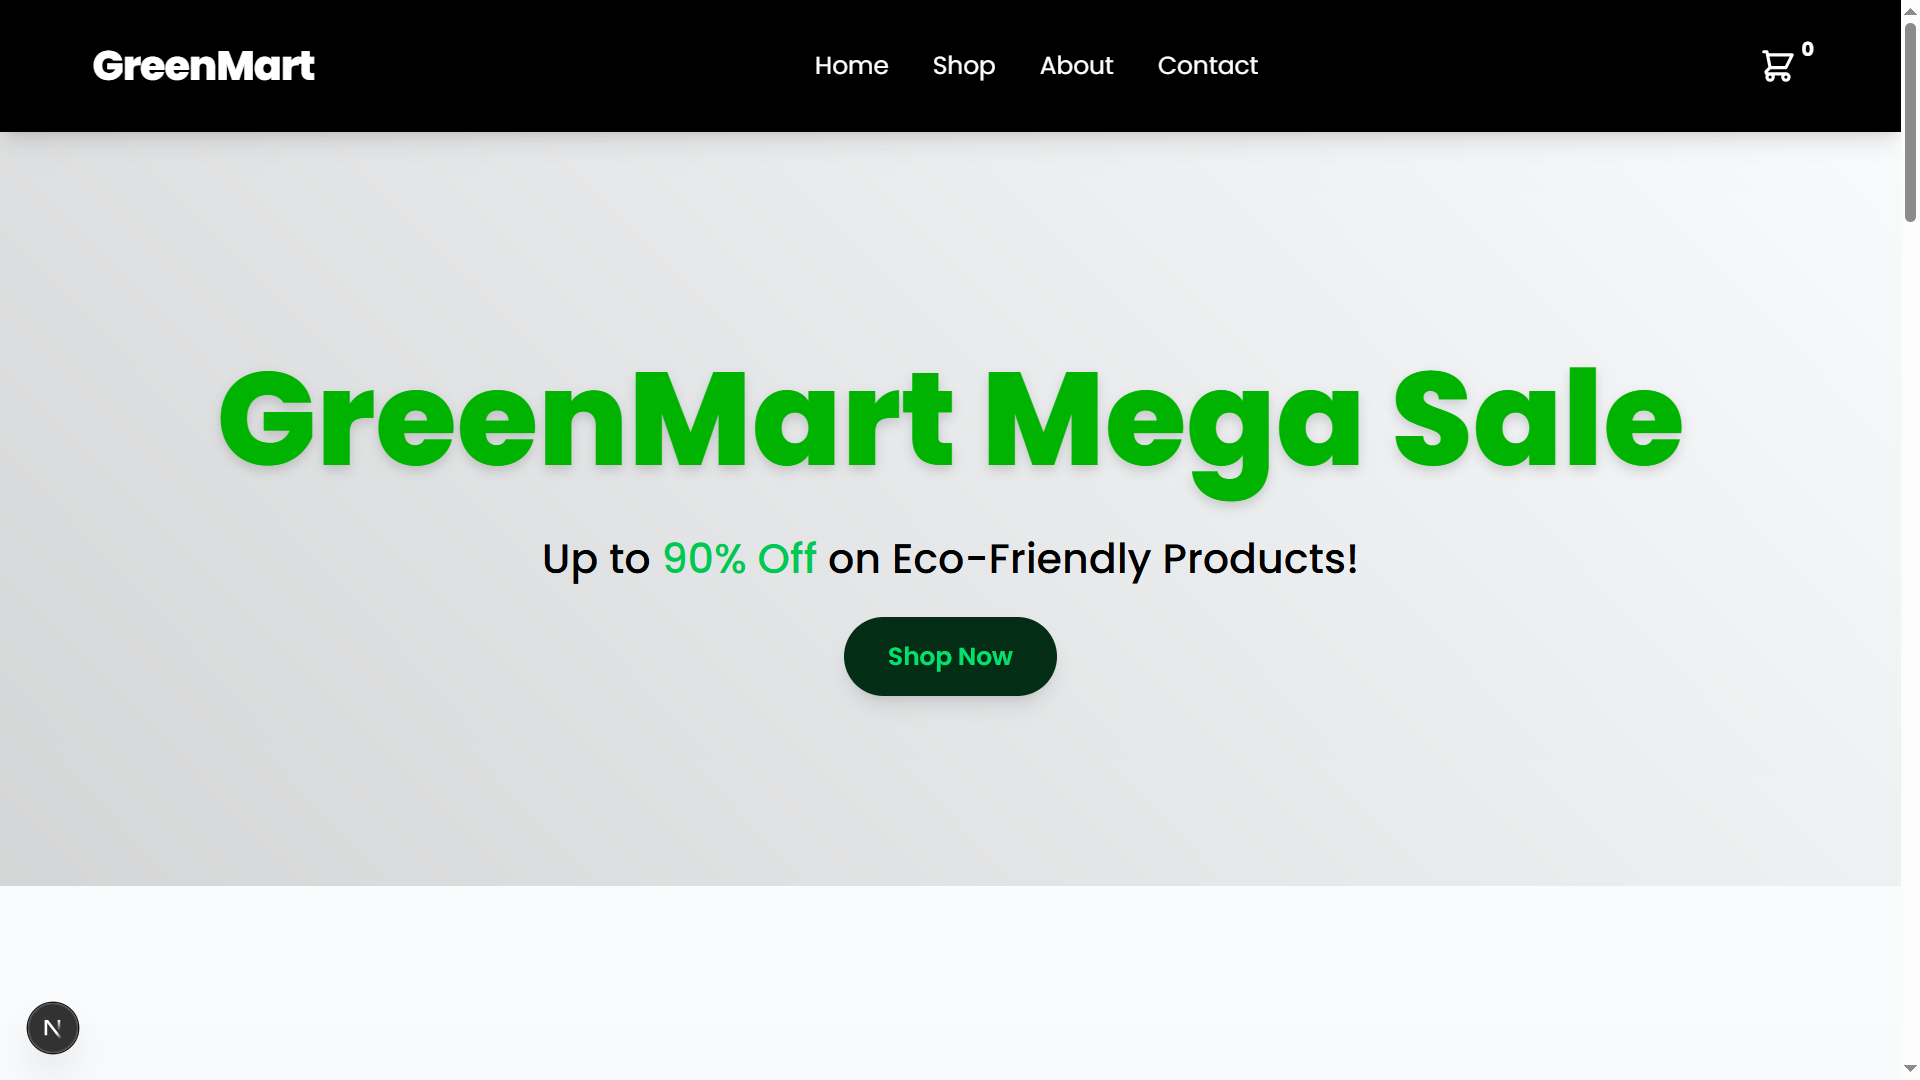 GreenMart
Home Shop About Contact
0
GreenMart Mega Sale
Up to 90% Off on Eco-Friendly Products!
Shop Now
N